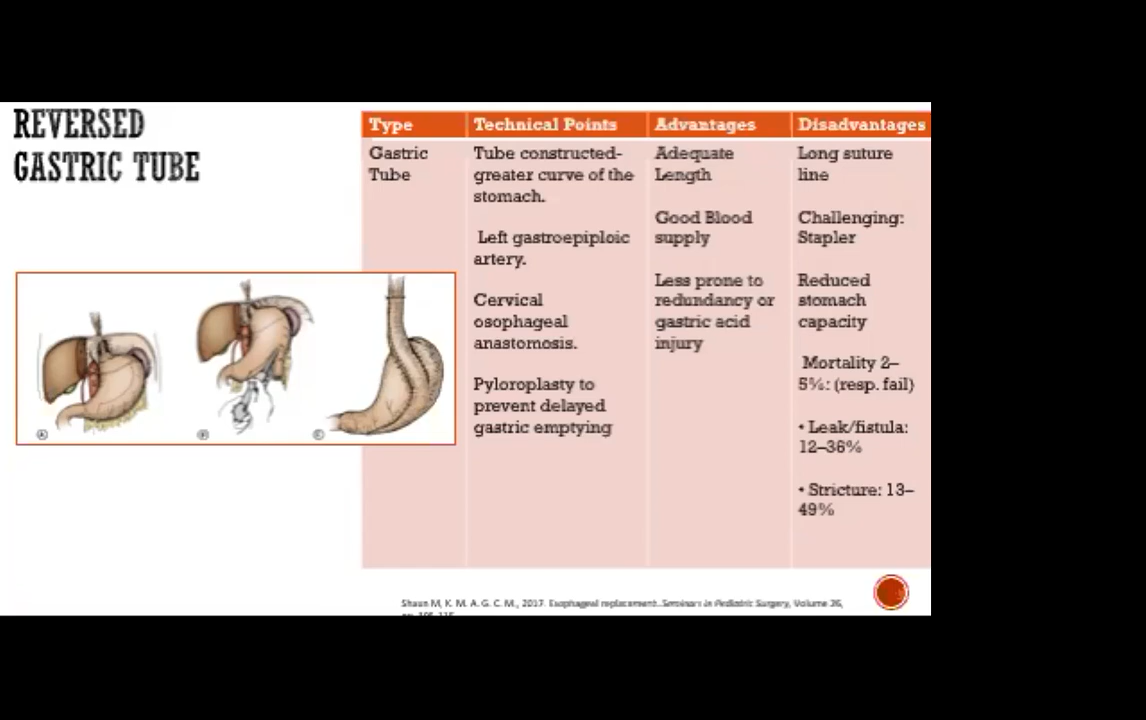 REVERSED
GASTRIC TUBE
Type
Technical Points
Advantages
Disadvantages
Gastric
Tube
Tube constructed-
greater curve of the
stomach.
Left gastroepiploic
artery.
Cervical
osophageal
anastomosis.
Pyloroplasty to
prevent delayed
gastric emptying
Adequate
Length
Good Blood
supply
Less prone to
redundancy or
gastric acid
injury
Long suture
line
Challenging:
Stapler
Reduced
stomach
capacity
Mortality 2–
5%: (resp. fail)
• Leak/fistula:
12–36%
• Stricture: 13–
49%
A
B
C
Shaun M, K. M. A. G. C. M., 2017. Esophageal replacement. Seminars in Pediatric Surgery, Volume 26,